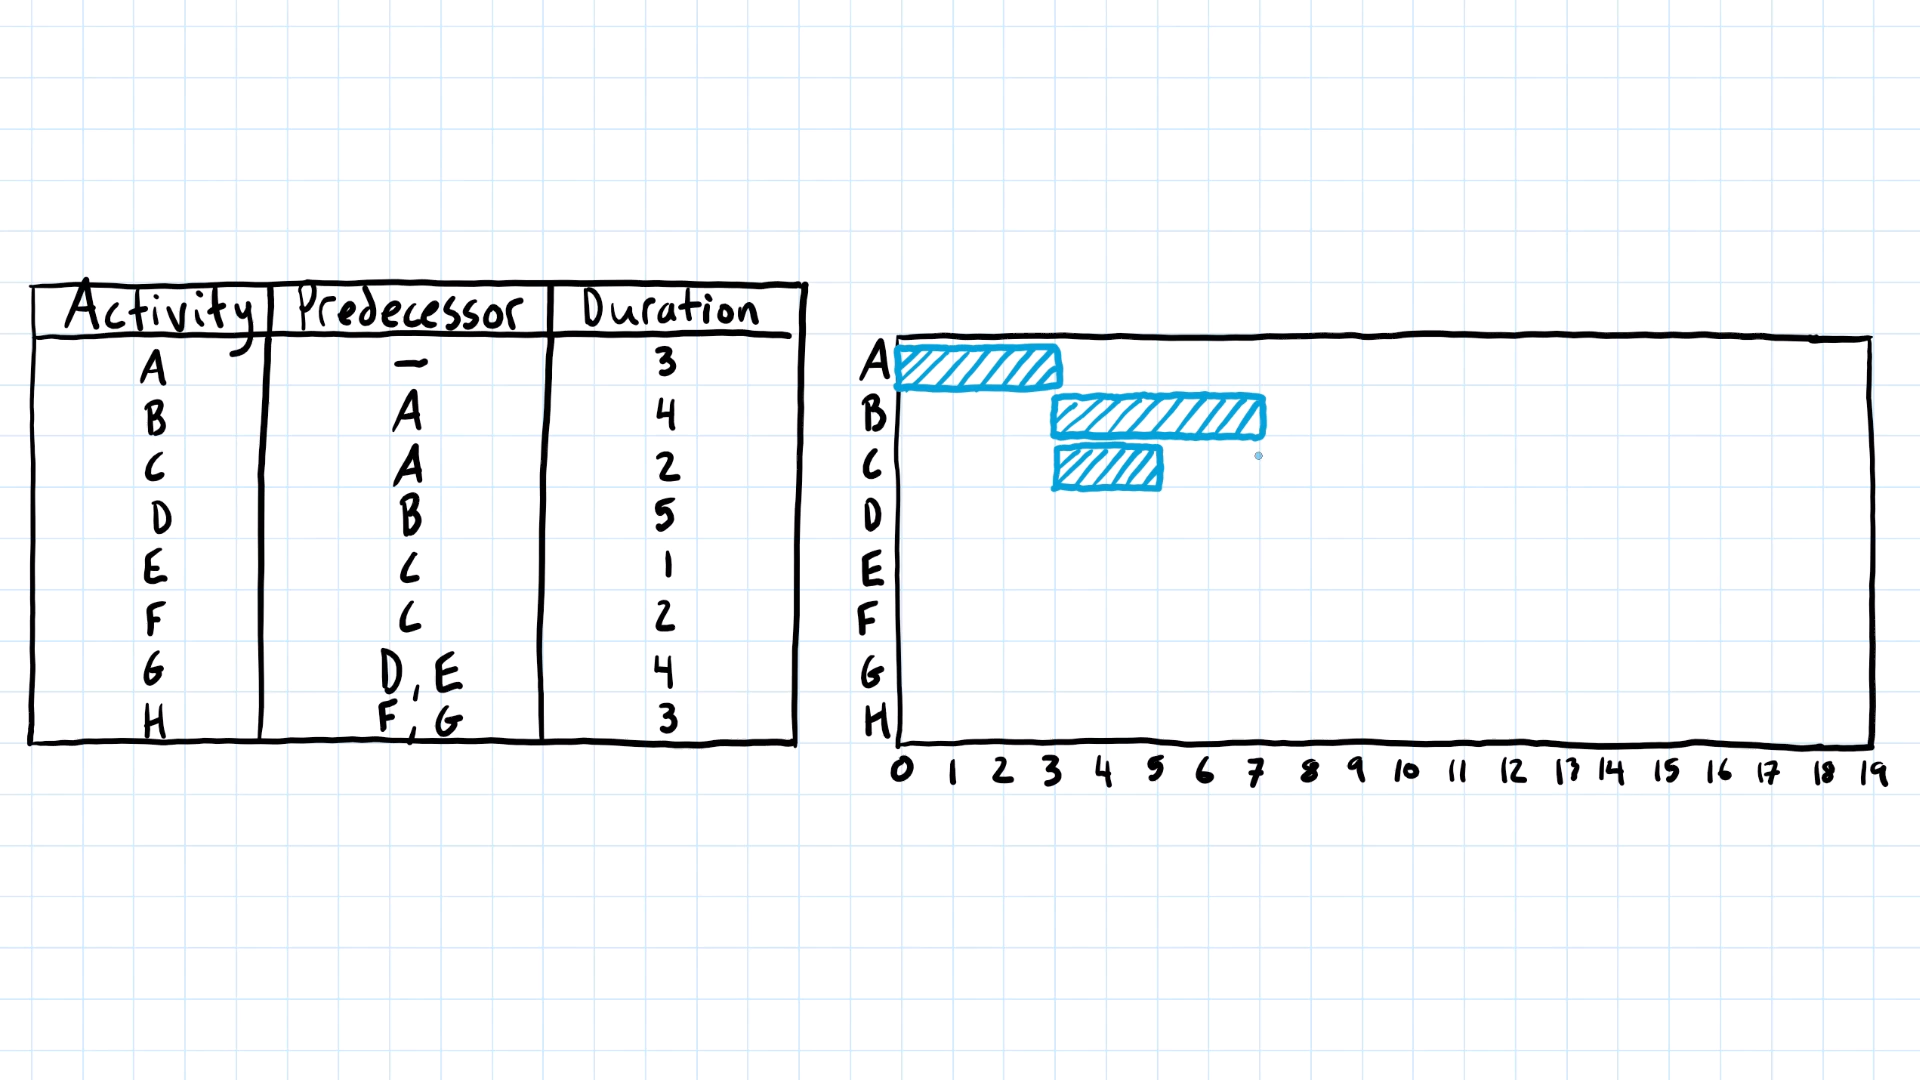 Activity Predecessor Duration
A - 3
B A 4
C A 2
D B 5
E C 1
F C 2
G D, E 4
H F, G 3
A
B
C
D
E
F
G
H
0 1 2 3 4 5 6 7 8 9 10 11 12 13 14 15 16 17 18 19